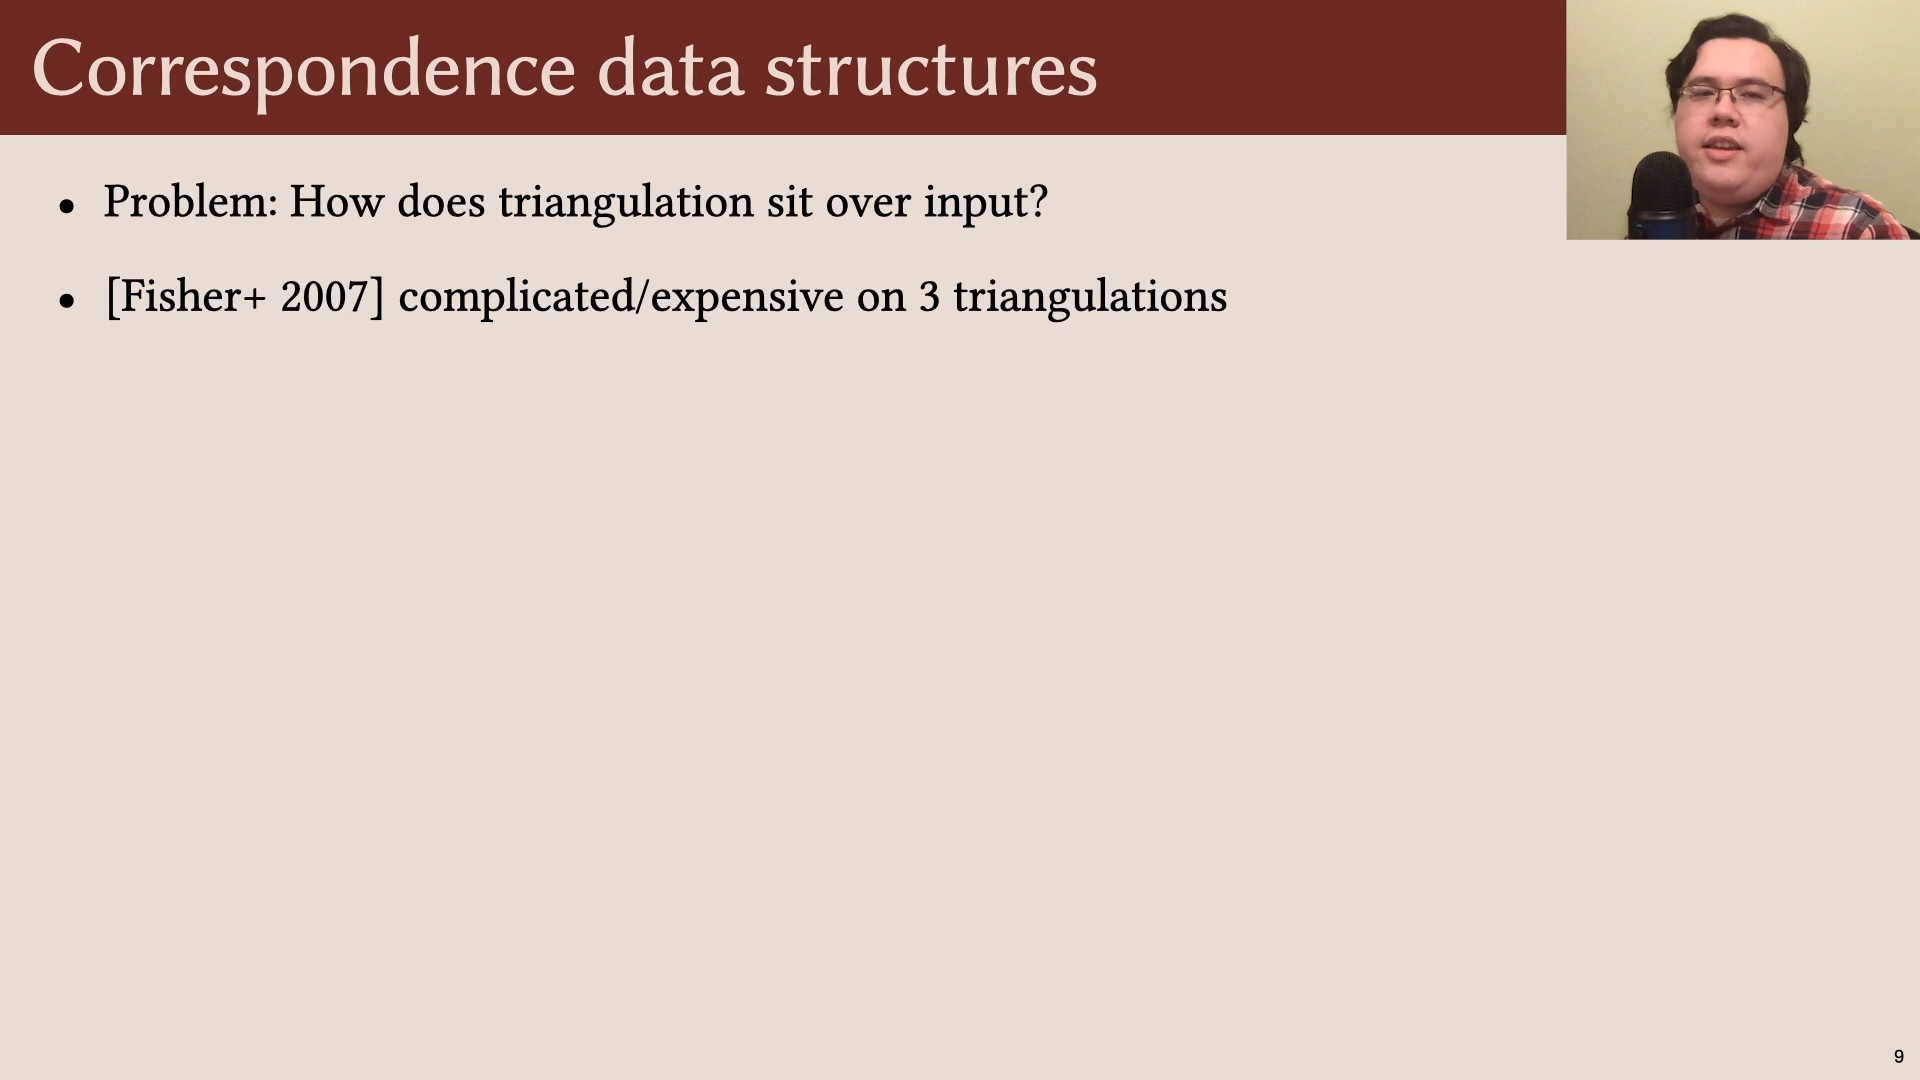 Correspondence data structures
• Problem: How does triangulation sit over input?
• [Fisher+ 2007] complicated/expensive on 3 triangulations
9